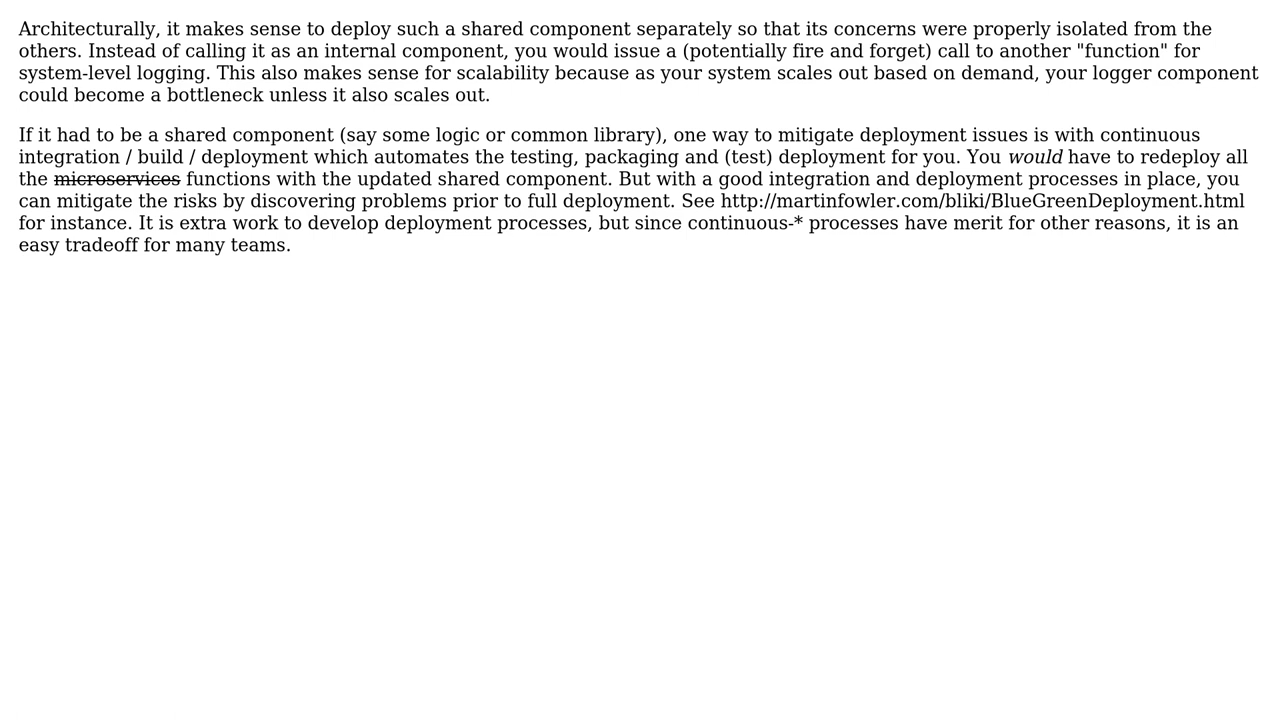 Architecturally, it makes sense to deploy such a shared component separately so that its concerns were properly isolated from the
others. Instead of calling it as an internal component, you would issue a (potentially fire and forget) call to another "function" for
system-level logging. This also makes sense for scalability because as your system scales out based on demand, your logger component
could become a bottleneck unless it also scales out.
If it had to be a shared component (say some logic or common library), one way to mitigate deployment issues is with continuous
integration / build / deployment which automates the testing, packaging and (test) deployment for you. You would have to redeploy all
the microservices functions with the updated shared component. But with a good integration and deployment processes in place, you
can mitigate the risks by discovering problems prior to full deployment. See http://martinfowler.com/bliki/BlueGreenDeployment.html
for instance. It is extra work to develop deployment processes, but since continuous-* processes have merit for other reasons, it is an
easy tradeoff for many teams.